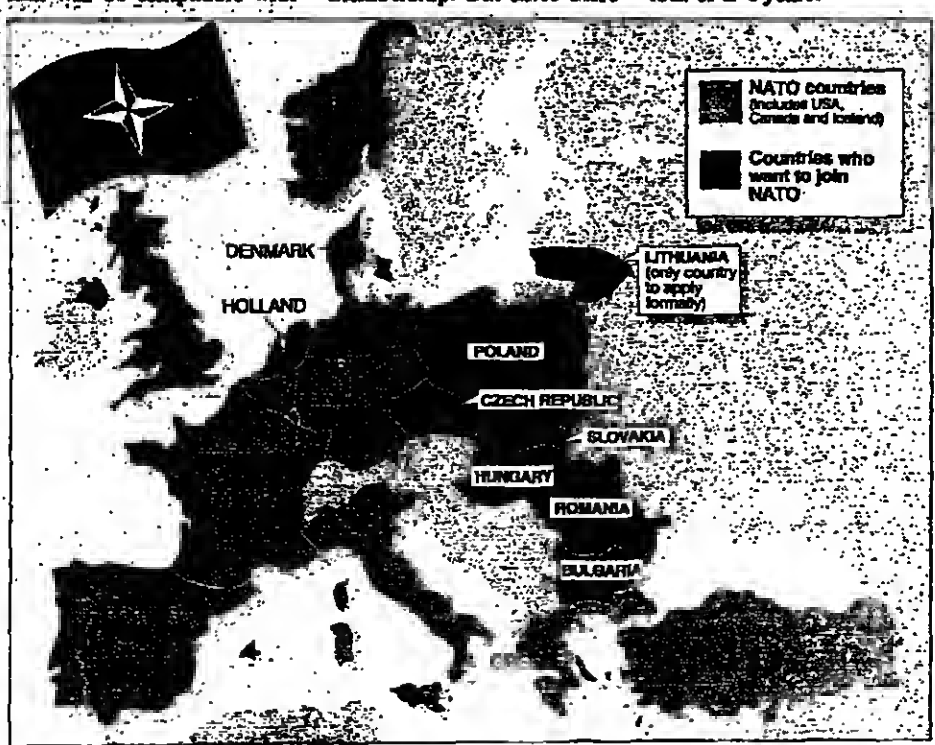 NATO countries
(includes USA,
Canada and Iceland)
Countries who
want to join
NATO
DENMARK
LITHUANIA
(only country
to apply
formally)
HOLLAND
POLAND
CZECH REPUBLIC
SLOVAKIA
HUNGARY
ROMANIA
BULGARIA